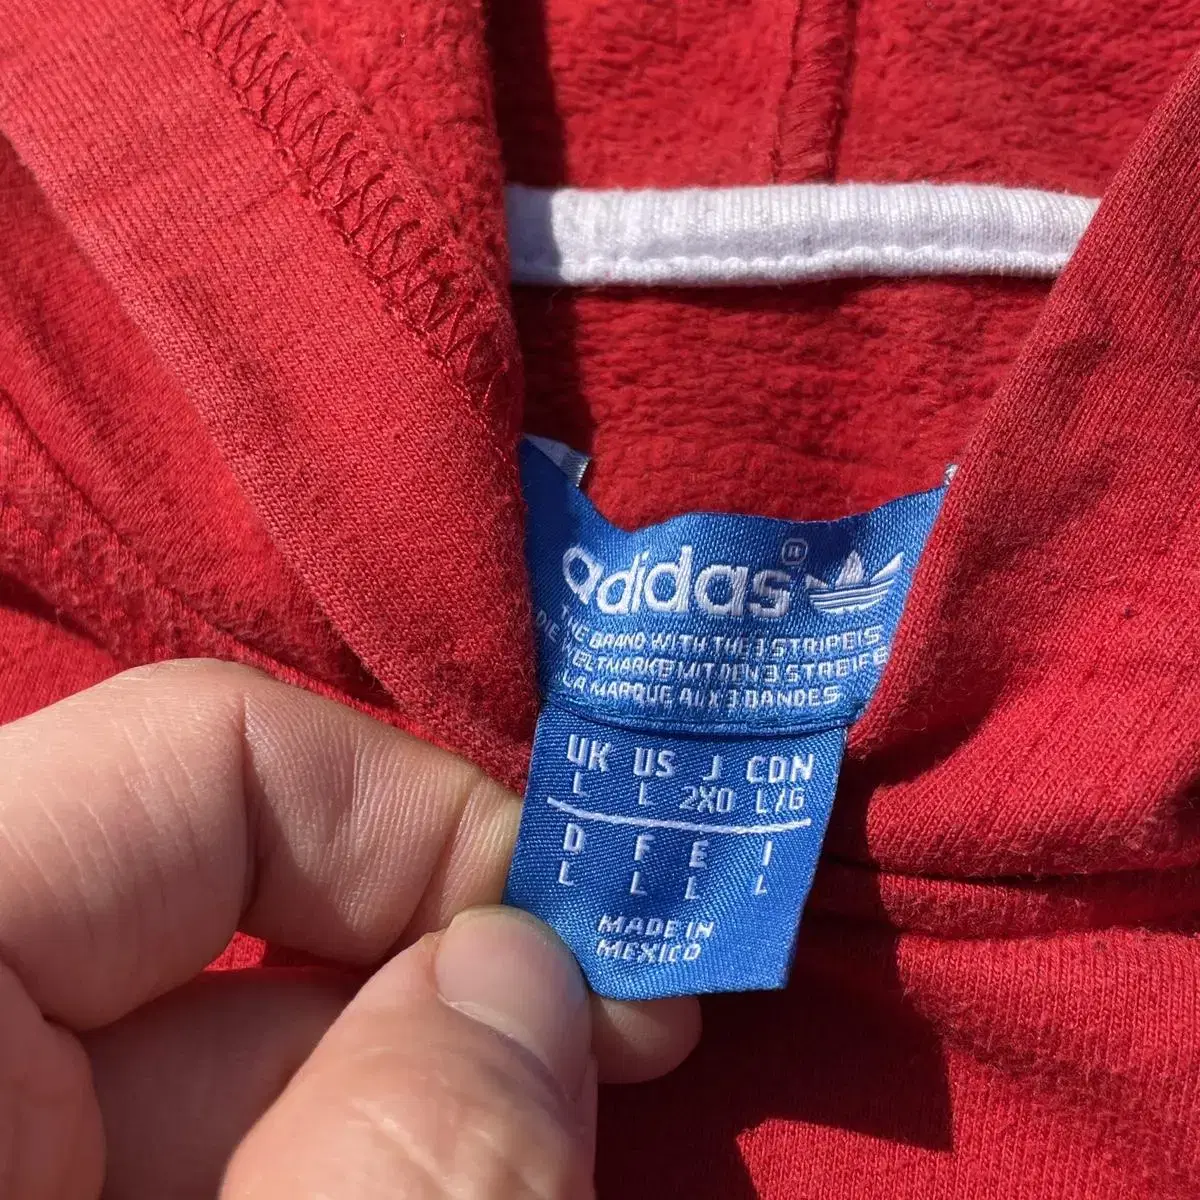 adidas®
THE BRAND WITH THE 3 STRIPES
DIE WELTMARKE MIT DEN 3 STREIFEN
LA MARQUE AUX 3 BANDES
UK US J CDN
L L 2XO L/G
D F E I
L L L L
MADE IN
MEXICO